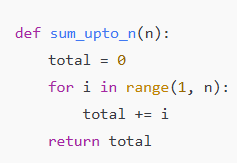 def sum_upto_n(n):
    total = 0
    for i in range(1, n):
        total += i
    return total